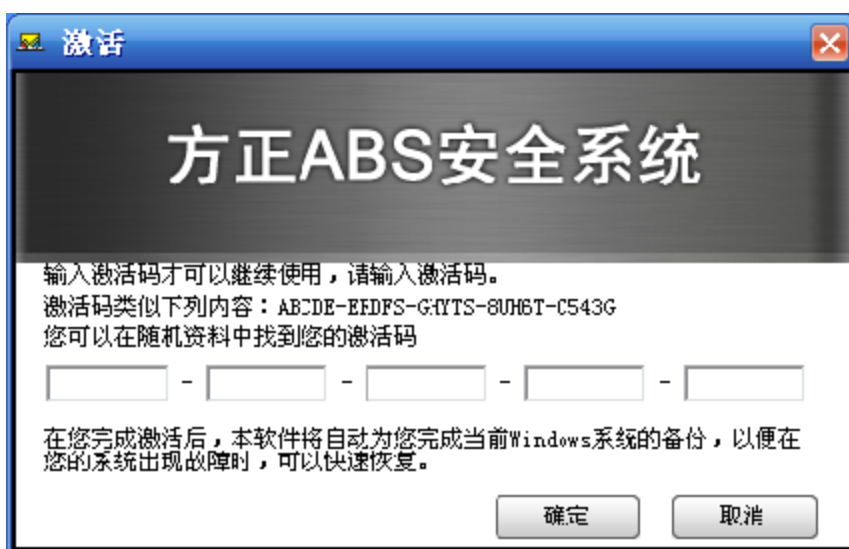 激活
方正ABS安全系统
输入激活码才可以继续使用，请输入激活码。
激活码类似下列内容：ABCDE-EFDFS-GHYTS-8UH6T-C543G
您可以在随机资料中找到您的激活码
- - - -
在您完成激活后，本软件将自动为您完成当前Windows系统的备份，以便在
您的系统出现故障时，可以快速恢复。
确定 取消